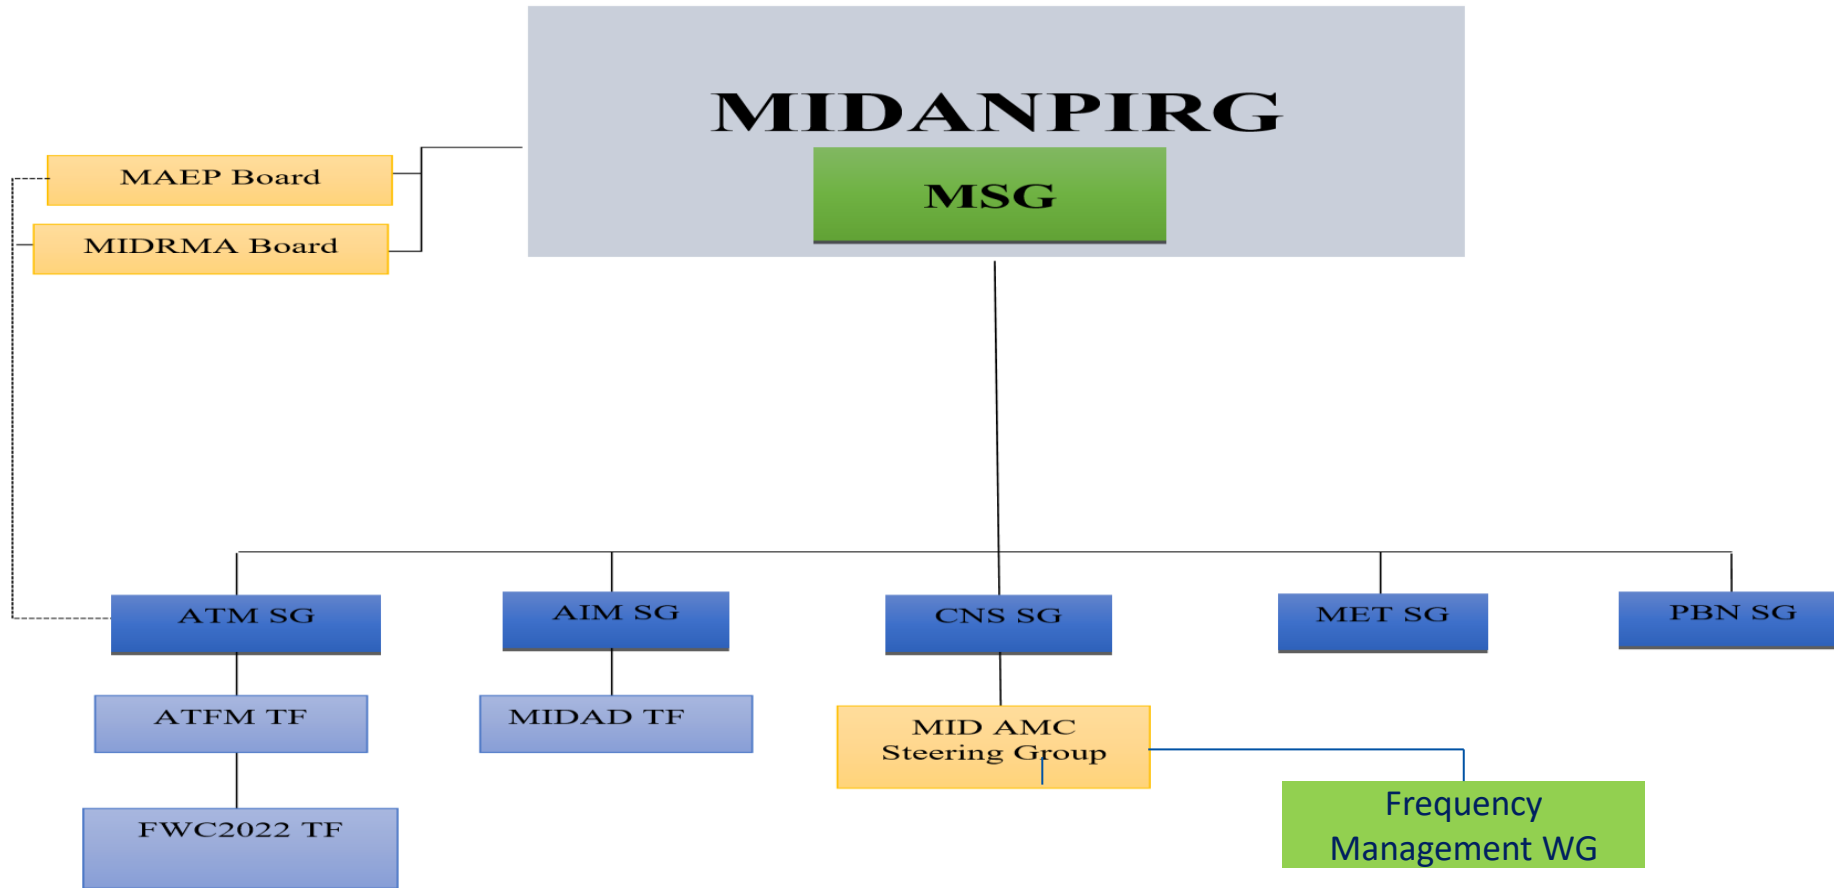 MIDANPIRG
MSG
MAEP Board
MIDRMA Board
ATM SG
AIM SG
CNS SG
MET SG
PBN SG
ATFM TF
MIDAD TF
MID AMC
Steering Group
FWC2022 TF
Frequency
Management WG